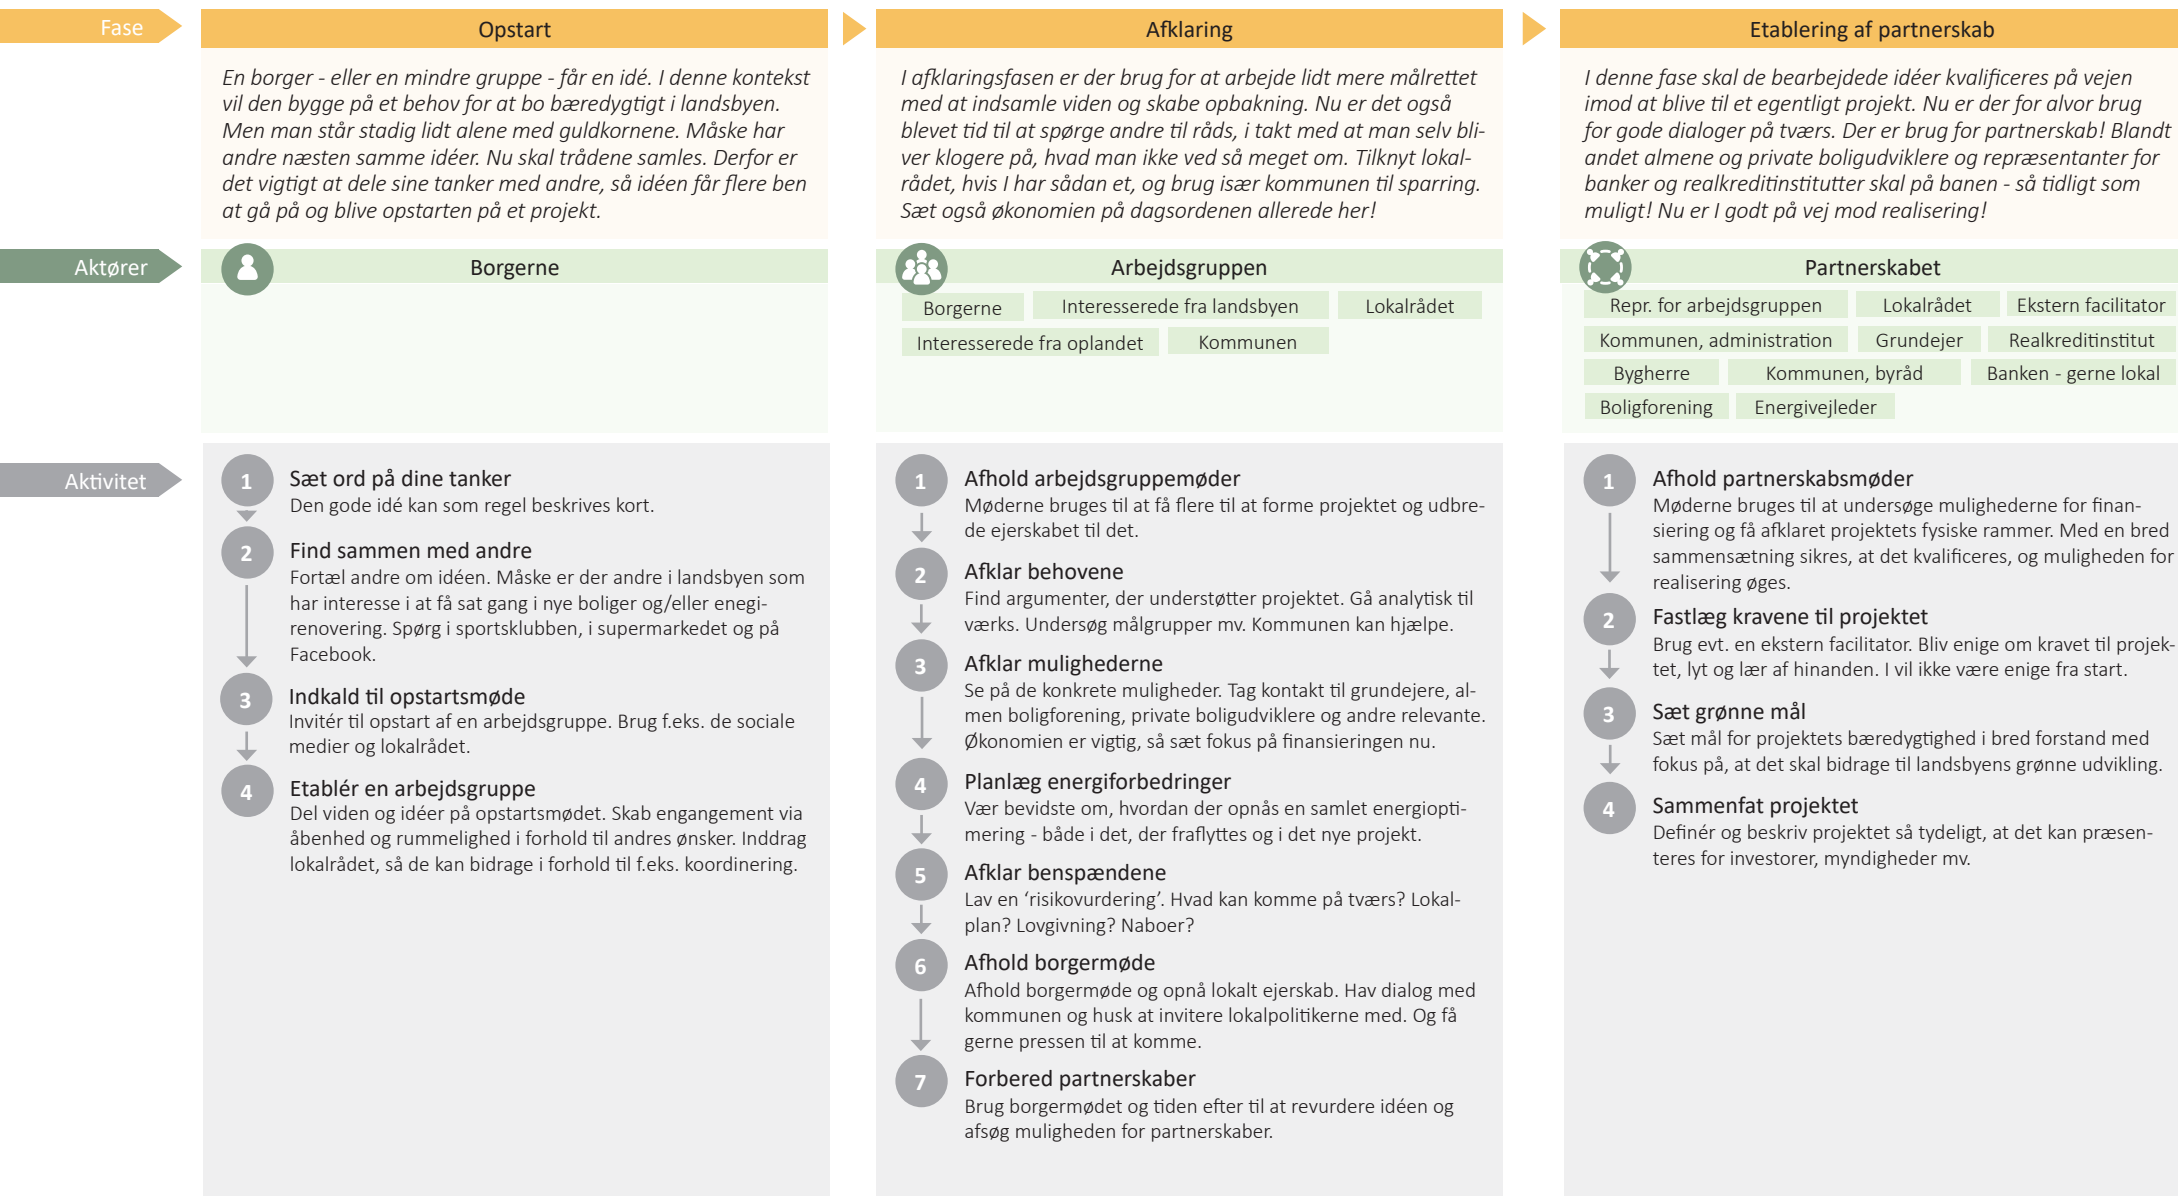 Fase
Opstart
Afklaring
Etablering af partnerskab
En borger - eller en mindre gruppe - får en idé. I denne kontekst
vil den bygge på et behov for at bo bæredygtigt i landsbyen.
Men man står stadig lidt alene med guldkornene. Måske har
andre næsten samme idéer. Nu skal trådene samles. Derfor er
det vigtigt at dele sine tanker med andre, så idéen får flere ben
at gå på og blive opstarten på et projekt.
I afklaringsfasen er der brug for at arbejde lidt mere målrettet
med at indsamle viden og skabe opbakning. Nu er det også
blevet tid til at spørge andre til råds, i takt med at man selv bli-
ver klogere på, hvad man ikke ved så meget om. Tilknyt lokal-
rådet, hvis I har sådan et, og brug især kommunen til sparring.
Sæt også økonomien på dagsordenen allerede her!
I denne fase skal de bearbejdede idéer kvalificeres på vejen
imod at blive til et egentligt projekt. Nu er der for alvor brug
for gode dialoger på tværs. Der er brug for partnerskab! Blandt
andet almene og private boligudviklere og repræsentanter for
banker og realkreditinstitutter skal på banen - så tidligt som
muligt! Nu er I godt på vej mod realisering!
Aktører
Borgerne
Arbejdsgruppen
Borgerne
Interesserede fra landsbyen
Lokalrådet
Interesserede fra oplandet
Kommunen
Partnerskabet
Repr. for arbejdsgruppen
Lokalrådet
Ekstern facilitator
Kommunen, administration
Grundejer
Realkreditinstitut
Bygherre
Kommunen, byråd
Banken - gerne lokal
Boligforening
Energivejleder
Aktivitet
1
Sæt ord på dine tanker
Den gode idé kan som regel beskrives kort.
2
Find sammen med andre
Fortæl andre om idéen. Måske er der andre i landsbyen som
har interesse i at få sat gang i nye boliger og/eller enegi-
renovering. Spørg i sportsklubben, i supermarkedet og på
Facebook.
3
Indkald til opstartsmøde
Invitér til opstart af en arbejdsgruppe. Brug f.eks. de sociale
medier og lokalrådet.
4
Etablér en arbejdsgruppe
Del viden og idéer på opstartsmødet. Skab engangement via
åbenhed og rummelighed i forhold til andres ønsker. Inddrag
lokalrådet, så de kan bidrage i forhold til f.eks. koordinering.
1
Afhold arbejdsgruppemøder
Møderne bruges til at få flere til at forme projektet og udbre-
de ejerskabet til det.
2
Afklar behovene
Find argumenter, der understøtter projektet. Gå analytisk til
værks. Undersøg målgrupper mv. Kommunen kan hjælpe.
3
Afklar mulighederne
Se på de konkrete muligheder. Tag kontakt til grundejere, al-
men boligforening, private boligudviklere og andre relevante.
Økonomien er vigtig, så sæt fokus på finansieringen nu.
4
Planlæg energiforbedringer
Vær bevidste om, hvordan der opnås en samlet energiopti-
mering - både i det, der fraflyttes og i det nye projekt.
5
Afklar benspændene
Lav en ‘risikovurdering’. Hvad kan komme på tværs? Lokal-
plan? Lovgivning? Naboer?
6
Afhold borgermøde
Afhold borgermøde og opnå lokalt ejerskab. Hav dialog med
kommunen og husk at invitere lokalpolitikerne med. Og få
gerne pressen til at komme.
7
Forbered partnerskaber
Brug borgermødet og tiden efter til at revurdere idéen og
afsøg muligheden for partnerskaber.
1
Afhold partnerskabsmøder
Møderne bruges til at undersøge mulighederne for finan-
siering og få afklaret projektets fysiske rammer. Med en bred
sammensætning sikres, at det kvalificeres, og muligheden for
realisering øges.
2
Fastlæg kravene til projektet
Brug evt. en ekstern facilitator. Bliv enige om kravet til projek-
tet, lyt og lær af hinanden. I vil ikke være enige fra start.
3
Sæt grønne mål
Sæt mål for projektets bæredygtighed i bred forstand med
fokus på, at det skal bidrage til landsbyens grønne udvikling.
4
Sammenfat projektet
Definér og beskriv projektet så tydeligt, at det kan præsen-
teres for investorer, myndigheder mv.